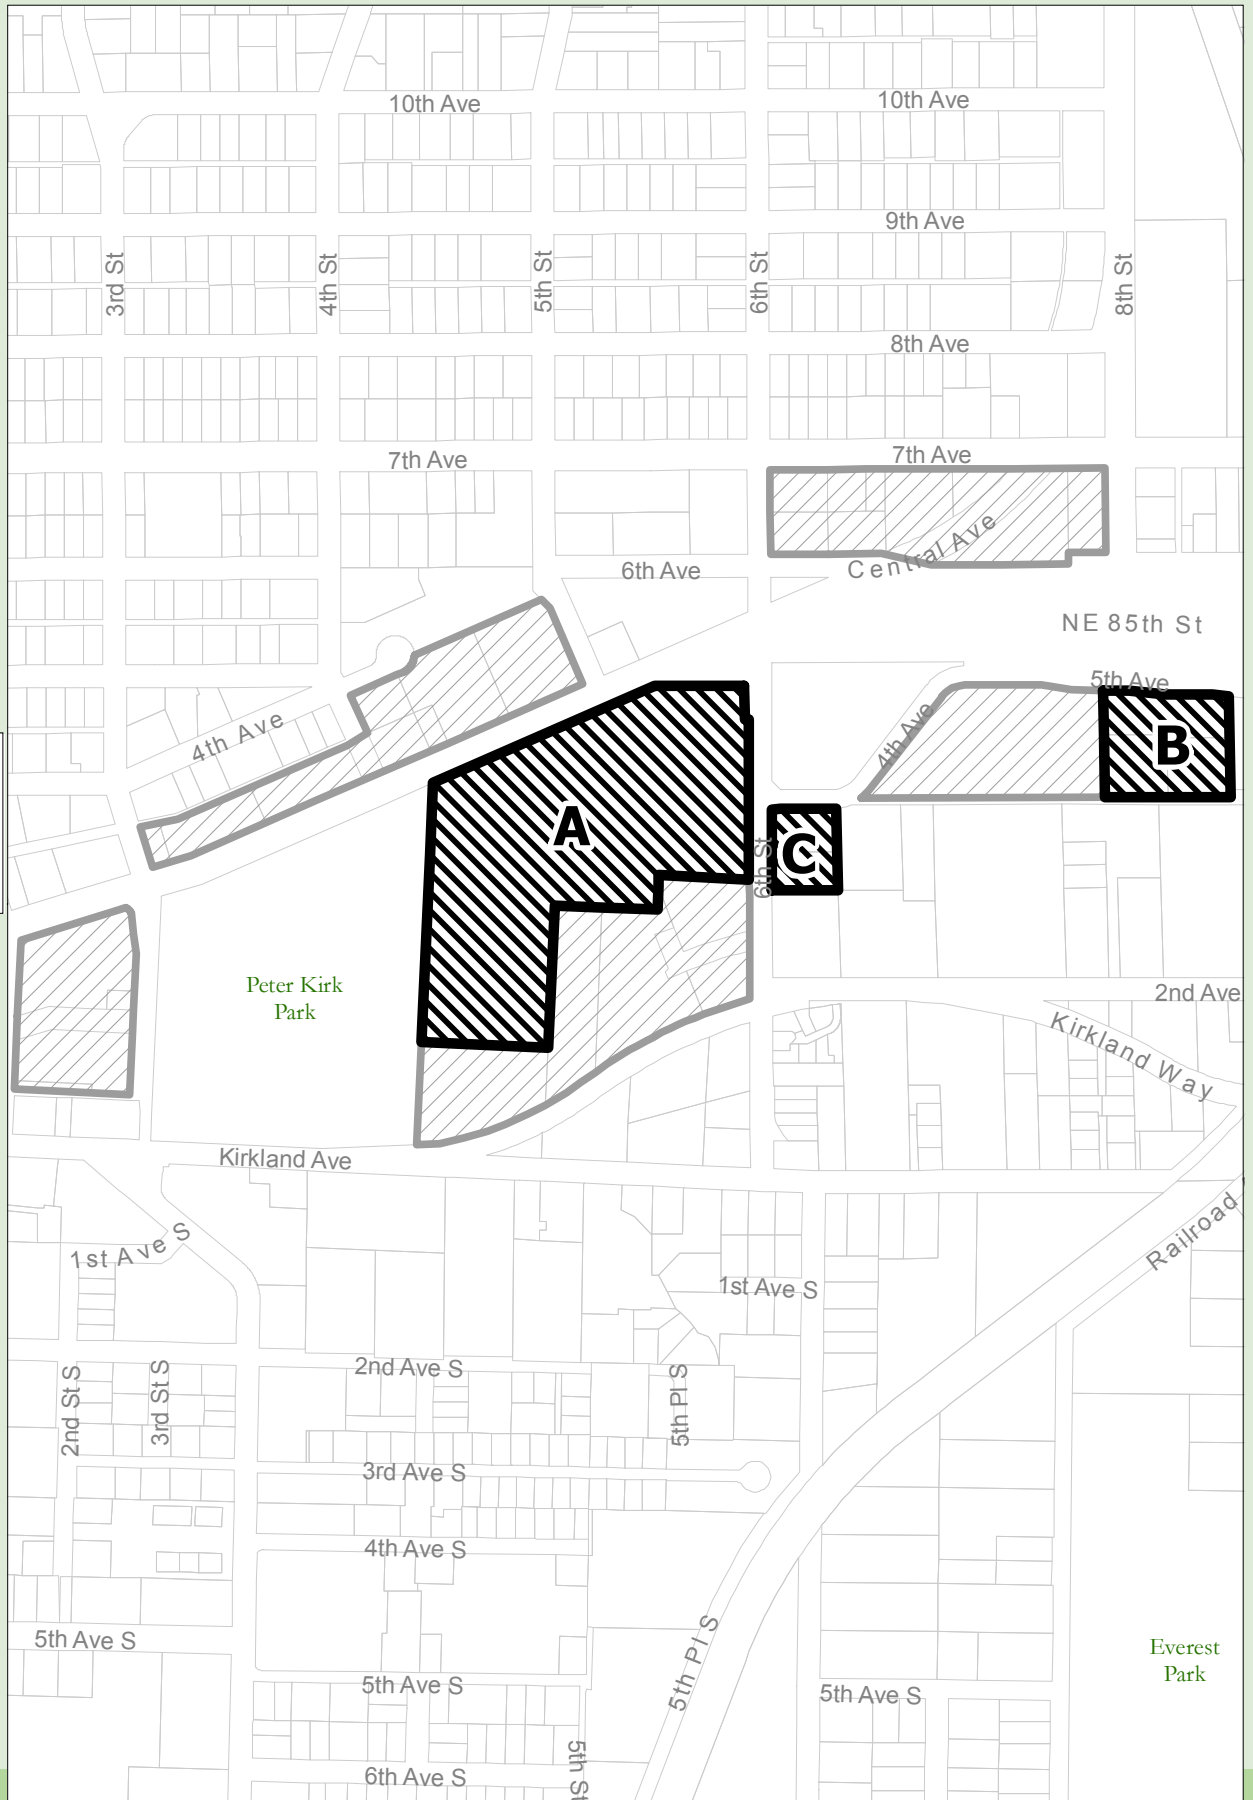 10th Ave
10th Ave
9th Ave
3rd St
4th St
5th St
6th St
8th St
8th Ave
7th Ave
7th Ave
Central Ave
6th Ave
NE 85th St
5th Ave
4th Ave
4th Ave
B
A
C
6th St
Peter Kirk
Park
2nd Ave
Kirkland Way
Kirkland Ave
Railroad
1st Ave S
1st Ave S
2nd Ave S
2nd St S
3rd St S
5th Pl S
3rd Ave S
4th Ave S
5th Ave S
5th Pl S
Everest
Park
5th Ave S
5th Ave S
5th St
6th Ave S